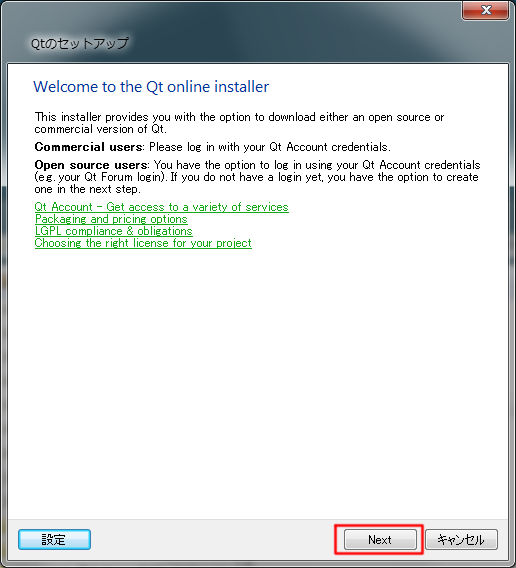 Qtのセットアップ
Welcome to the Qt online installer
This installer provides you with the option to download either an open source or
commercial version of Qt.
Commercial users: Please log in with your Qt Account credentials.
Open source users: You have the option to log in using your Qt Account credentials
(e.g. your Qt Forum login). If you do not have a login yet, you have the option to create
one in the next step.
Qt Account - Get access to a variety of services
Packaging and pricing options
LGPL compliance & obligations
Choosing the right license for your project
設定 Next キャンセル